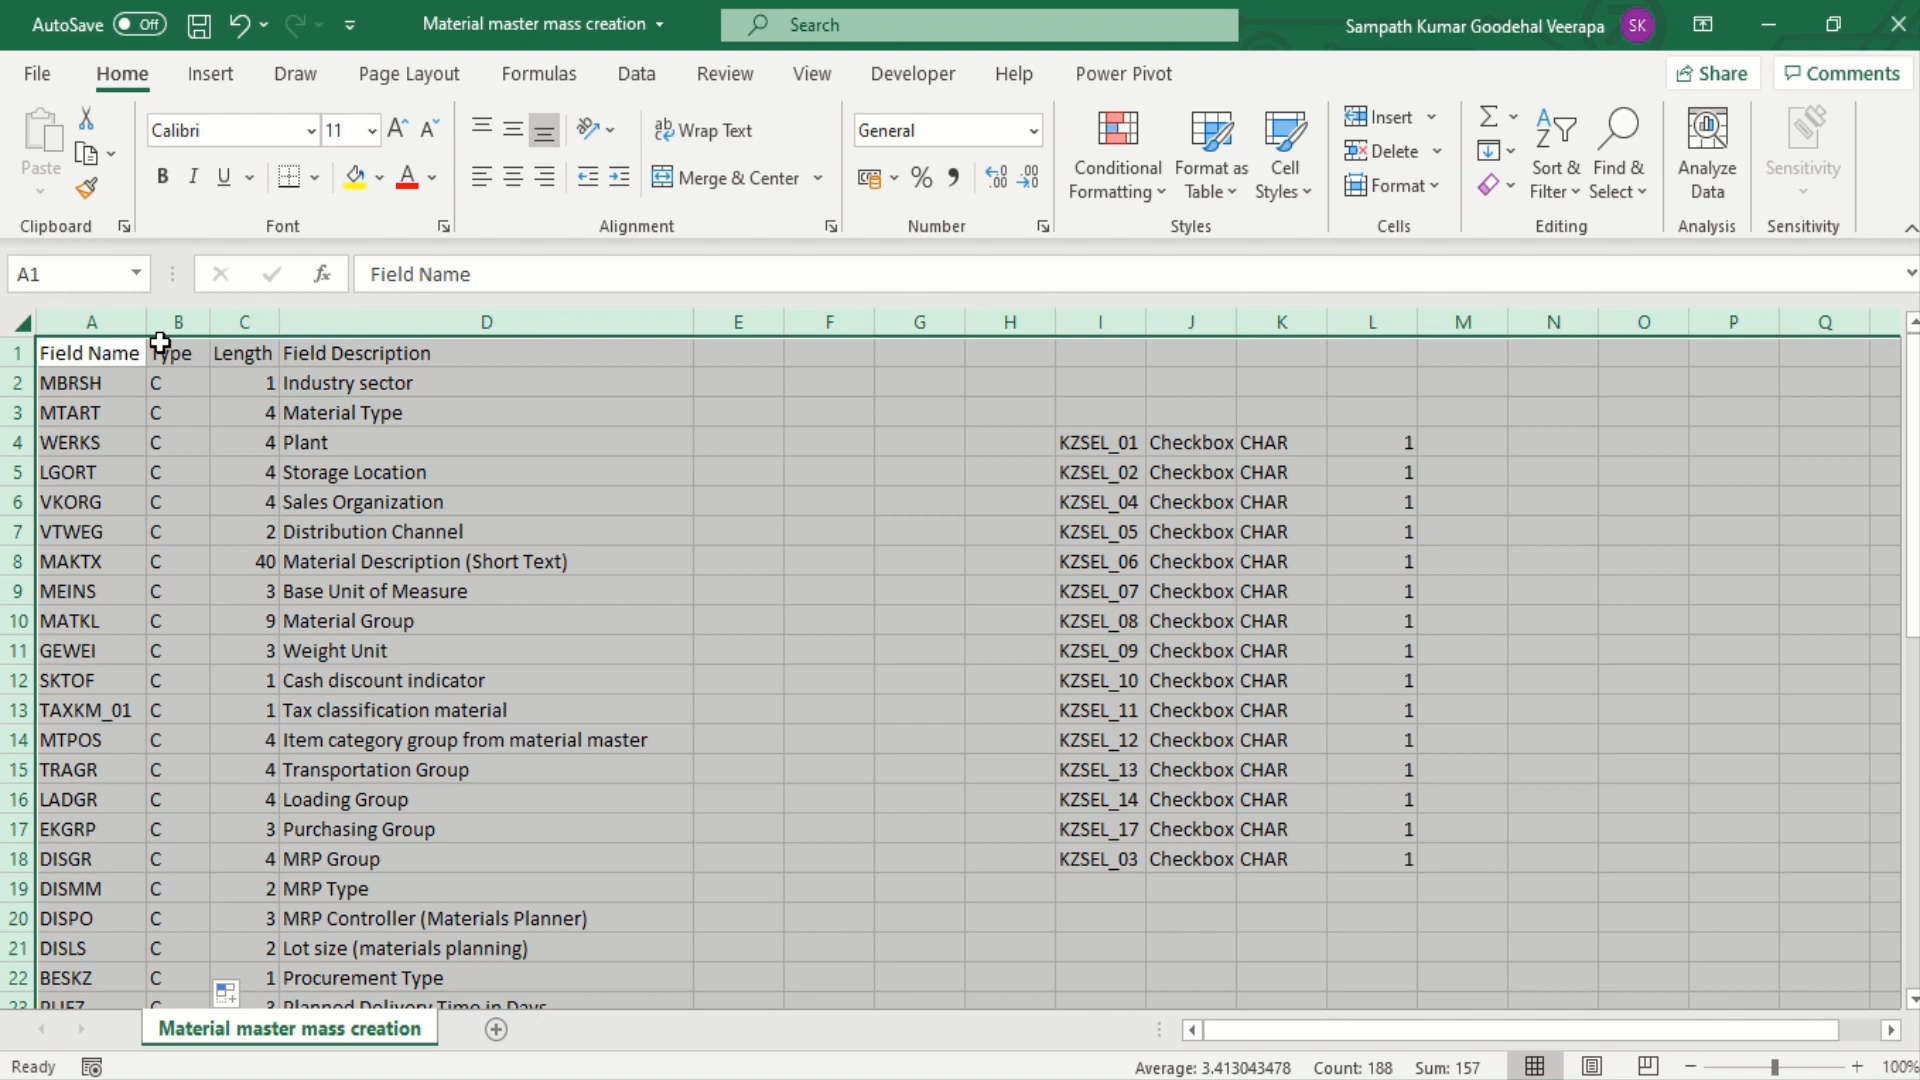 AutoSave Off Material master mass creation Search Sampath Kumar Goodehal Veerapa SK
File Home Insert Draw Page Layout Formulas Data Review View Developer Help Power Pivot Share Comments
Paste Calibri 11 Wrap Text General Conditional Formatting Format as Table Cell Styles Insert Sort & Filter Find & Select Analyze Data Sensitivity
B I U Merge & Center % Delete
Format
Clipboard Font Alignment Number Styles Cells Editing Analysis Sensitivity
A1 fx Field Name
A B C D E F G H I J K L M N O P Q
1 Field Name Type Length Field Description
2 MBRSH C 1 Industry sector
3 MTART C 4 Material Type
4 WERKS C 4 Plant KZSEL_01 Checkbox CHAR 1
5 LGORT C 4 Storage Location KZSEL_02 Checkbox CHAR 1
6 VKORG C 4 Sales Organization KZSEL_04 Checkbox CHAR 1
7 VTWEG C 2 Distribution Channel KZSEL_05 Checkbox CHAR 1
8 MAKTX C 40 Material Description (Short Text) KZSEL_06 Checkbox CHAR 1
9 MEINS C 3 Base Unit of Measure KZSEL_07 Checkbox CHAR 1
10 MATKL C 9 Material Group KZSEL_08 Checkbox CHAR 1
11 GEWEI C 3 Weight Unit KZSEL_09 Checkbox CHAR 1
12 SKTOF C 1 Cash discount indicator KZSEL_10 Checkbox CHAR 1
13 TAXKM_01 C 1 Tax classification material KZSEL_11 Checkbox CHAR 1
14 MTPOS C 4 Item category group from material master KZSEL_12 Checkbox CHAR 1
15 TRAGR C 4 Transportation Group KZSEL_13 Checkbox CHAR 1
16 LADGR C 4 Loading Group KZSEL_14 Checkbox CHAR 1
17 EKGRP C 3 Purchasing Group KZSEL_17 Checkbox CHAR 1
18 DISGR C 4 MRP Group KZSEL_03 Checkbox CHAR 1
19 DISMM C 2 MRP Type
20 DISPO C 3 MRP Controller (Materials Planner)
21 DISLS C 2 Lot size (materials planning)
22 BESKZ C 1 Procurement Type
23 C 3 Planned Delivery Time in Days
Material master mass creation
Ready Average: 3.413043478 Count: 188 Sum: 157 100%